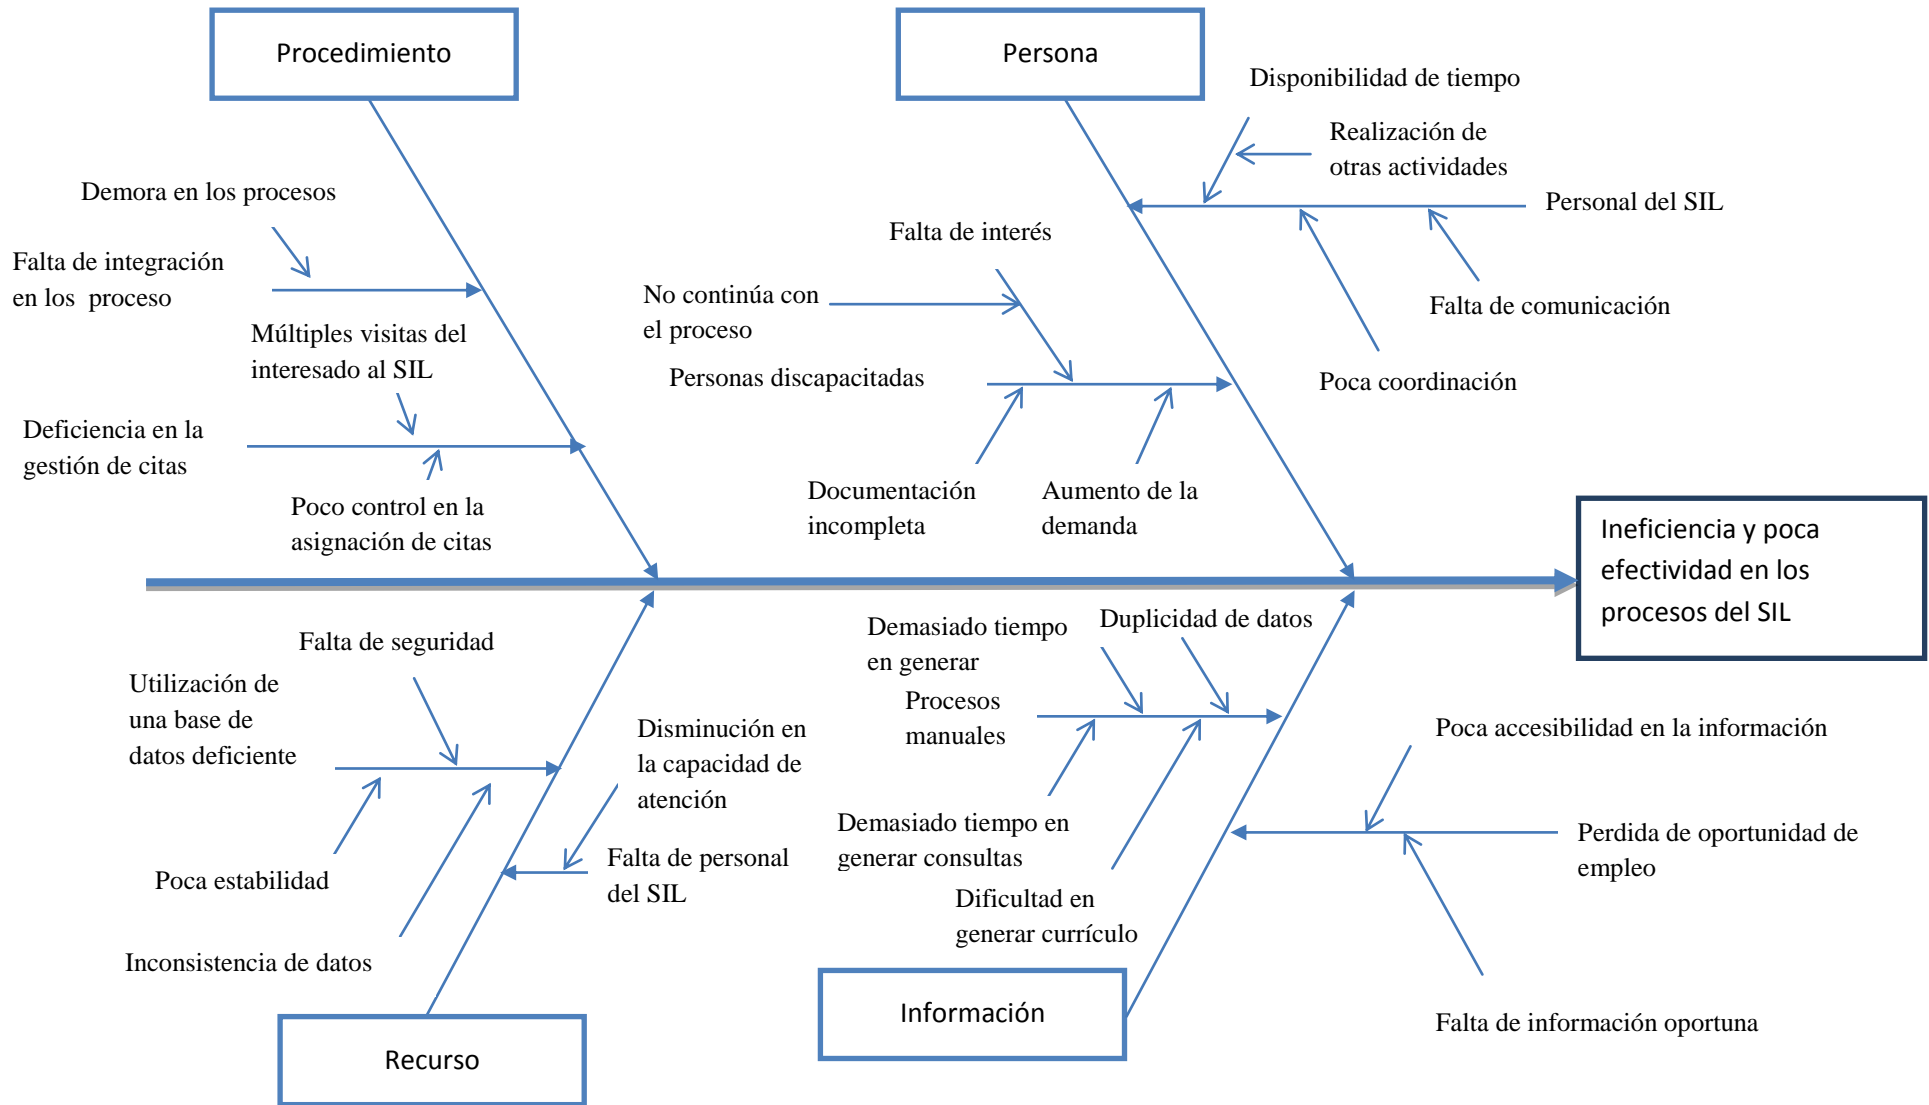 Procedimiento
Persona
Disponibilidad de tiempo
Realización de
otras actividades
Demora en los procesos
Personal del SIL
Falta de interés
Falta de integración
en los proceso
No continúa con
el proceso
Falta de comunicación
Múltiples visitas del
interesado al SIL
Personas discapacitadas
Poca coordinación
Deficiencia en la
gestión de citas
Documentación
incompleta
Aumento de la
demanda
Poco control en la
asignación de citas
Ineficiencia y poca
efectividad en los
procesos del SIL
Falta de seguridad
Demasiado tiempo
en generar
Duplicidad de datos
Utilización de
una base de
datos deficiente
Procesos
manuales
Disminución en
la capacidad de
atención
Poca accesibilidad en la información
Demasiado tiempo en
generar consultas
Perdida de oportunidad de
empleo
Falta de personal
del SIL
Poca estabilidad
Dificultad en
generar currículo
Inconsistencia de datos
Información
Falta de información oportuna
Recurso